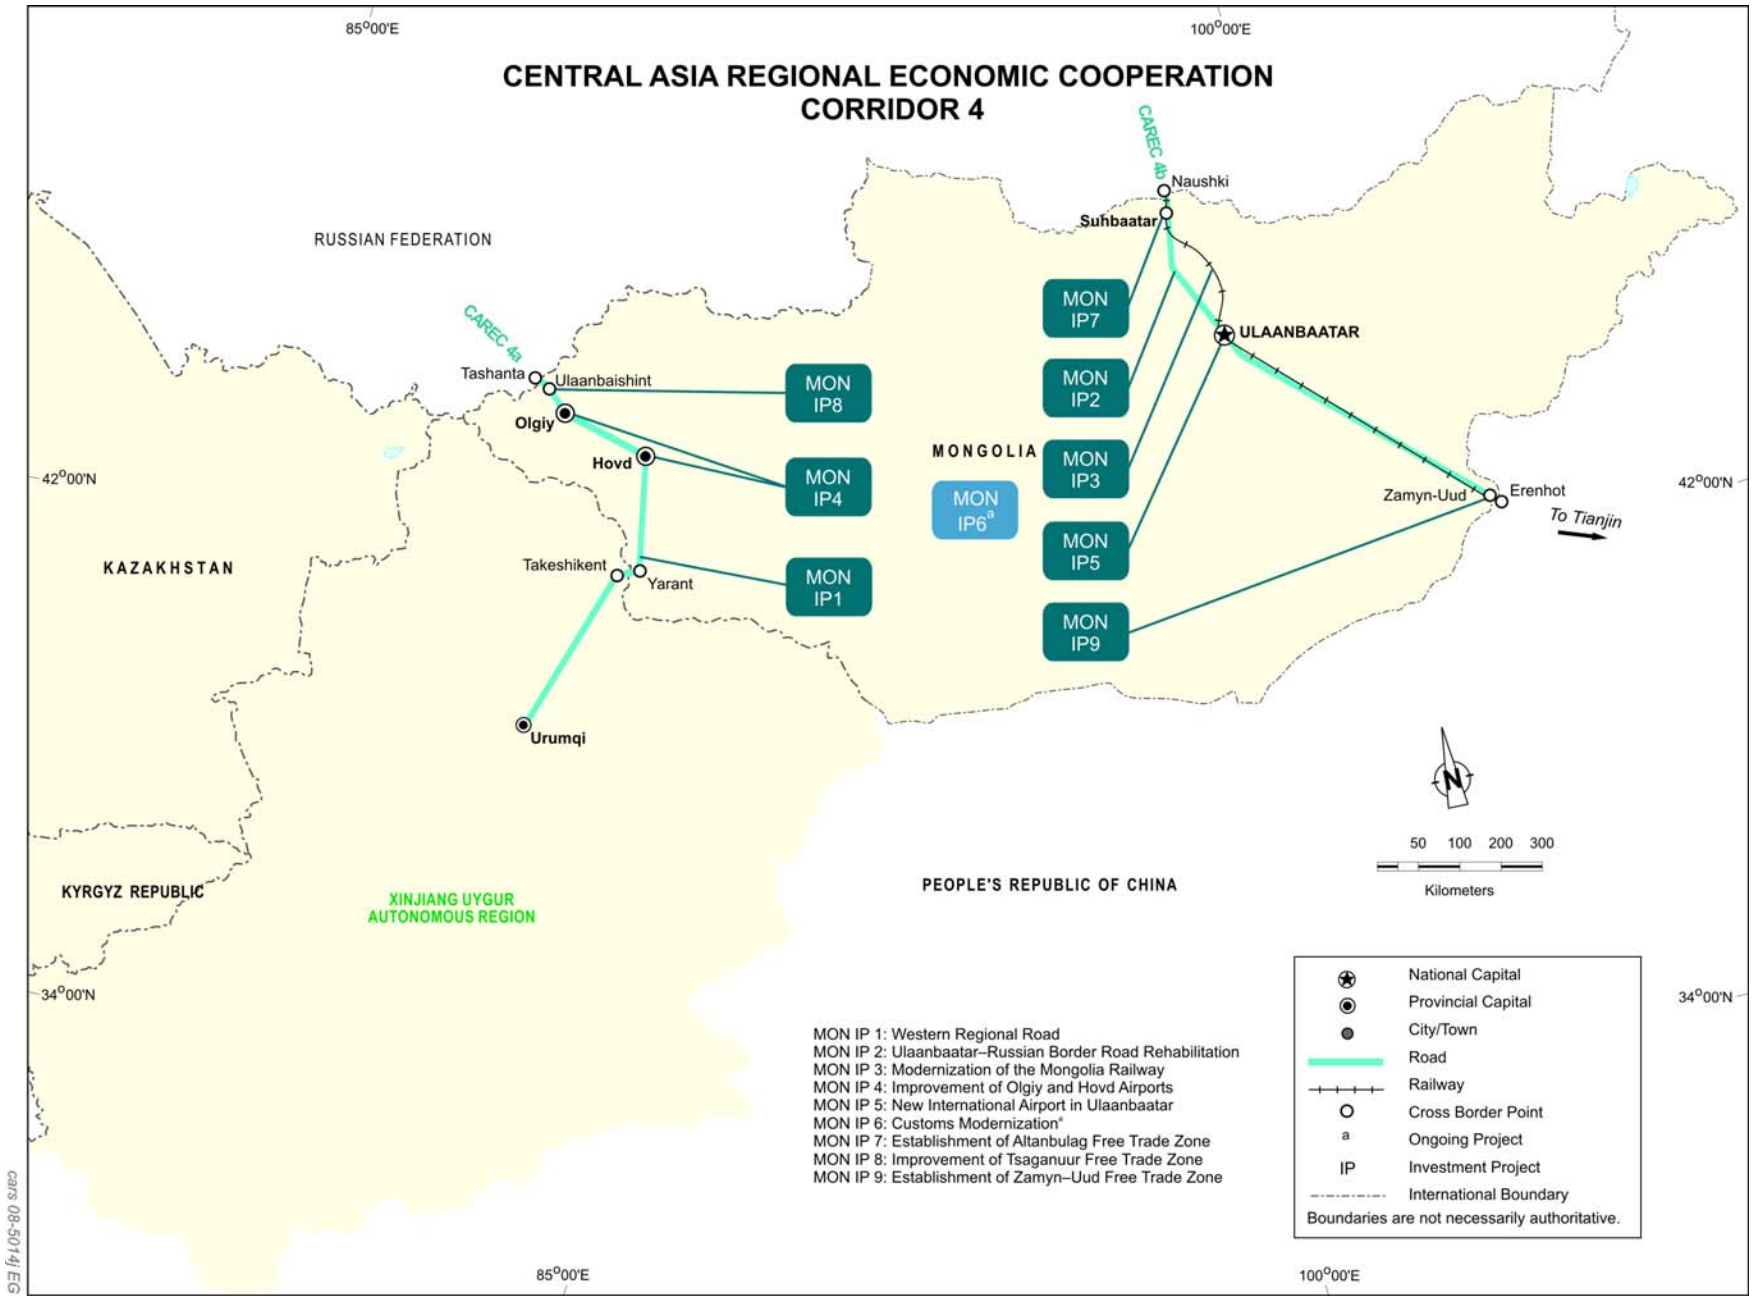 85°00'E
100°00'E
CENTRAL ASIA REGIONAL ECONOMIC COOPERATION
CORRIDOR 4
CAREC 4b
Naushki
Suhbaatar
RUSSIAN FEDERATION
MON
IP7
CAREC 4a
ULAANBAATAR
Tashanta
Ulaanbaishint
MON
IP8
MON
IP2
Olgiy
Hovd
MONGOLIA
MON
IP3
42°00'N
42°00'N
MON
IP4
MON
IP6a
Zamyn-Uud
Erenhot
To Tianjin
MON
IP5
KAZAKHSTAN
Takeshikent
Yarant
MON
IP1
MON
IP9
Urumqi
N
50 100 200 300
Kilometers
KYRGYZ REPUBLIC
XINJIANG UYGUR
AUTONOMOUS REGION
PEOPLE'S REPUBLIC OF CHINA
34°00'N
34°00'N
National Capital
Provincial Capital
City/Town
Road
Railway
Cross Border Point
a Ongoing Project
IP Investment Project
International Boundary
Boundaries are not necessarily authoritative.
MON IP 1: Western Regional Road
MON IP 2: Ulaanbaatar–Russian Border Road Rehabilitation
MON IP 3: Modernization of the Mongolia Railway
MON IP 4: Improvement of Olgiy and Hovd Airports
MON IP 5: New International Airport in Ulaanbaatar
MON IP 6: Customs Modernizationª
MON IP 7: Establishment of Altanbulag Free Trade Zone
MON IP 8: Improvement of Tsaganuur Free Trade Zone
MON IP 9: Establishment of Zamyn–Uud Free Trade Zone
85°00'E
100°00'E
cars 08-5014j EG